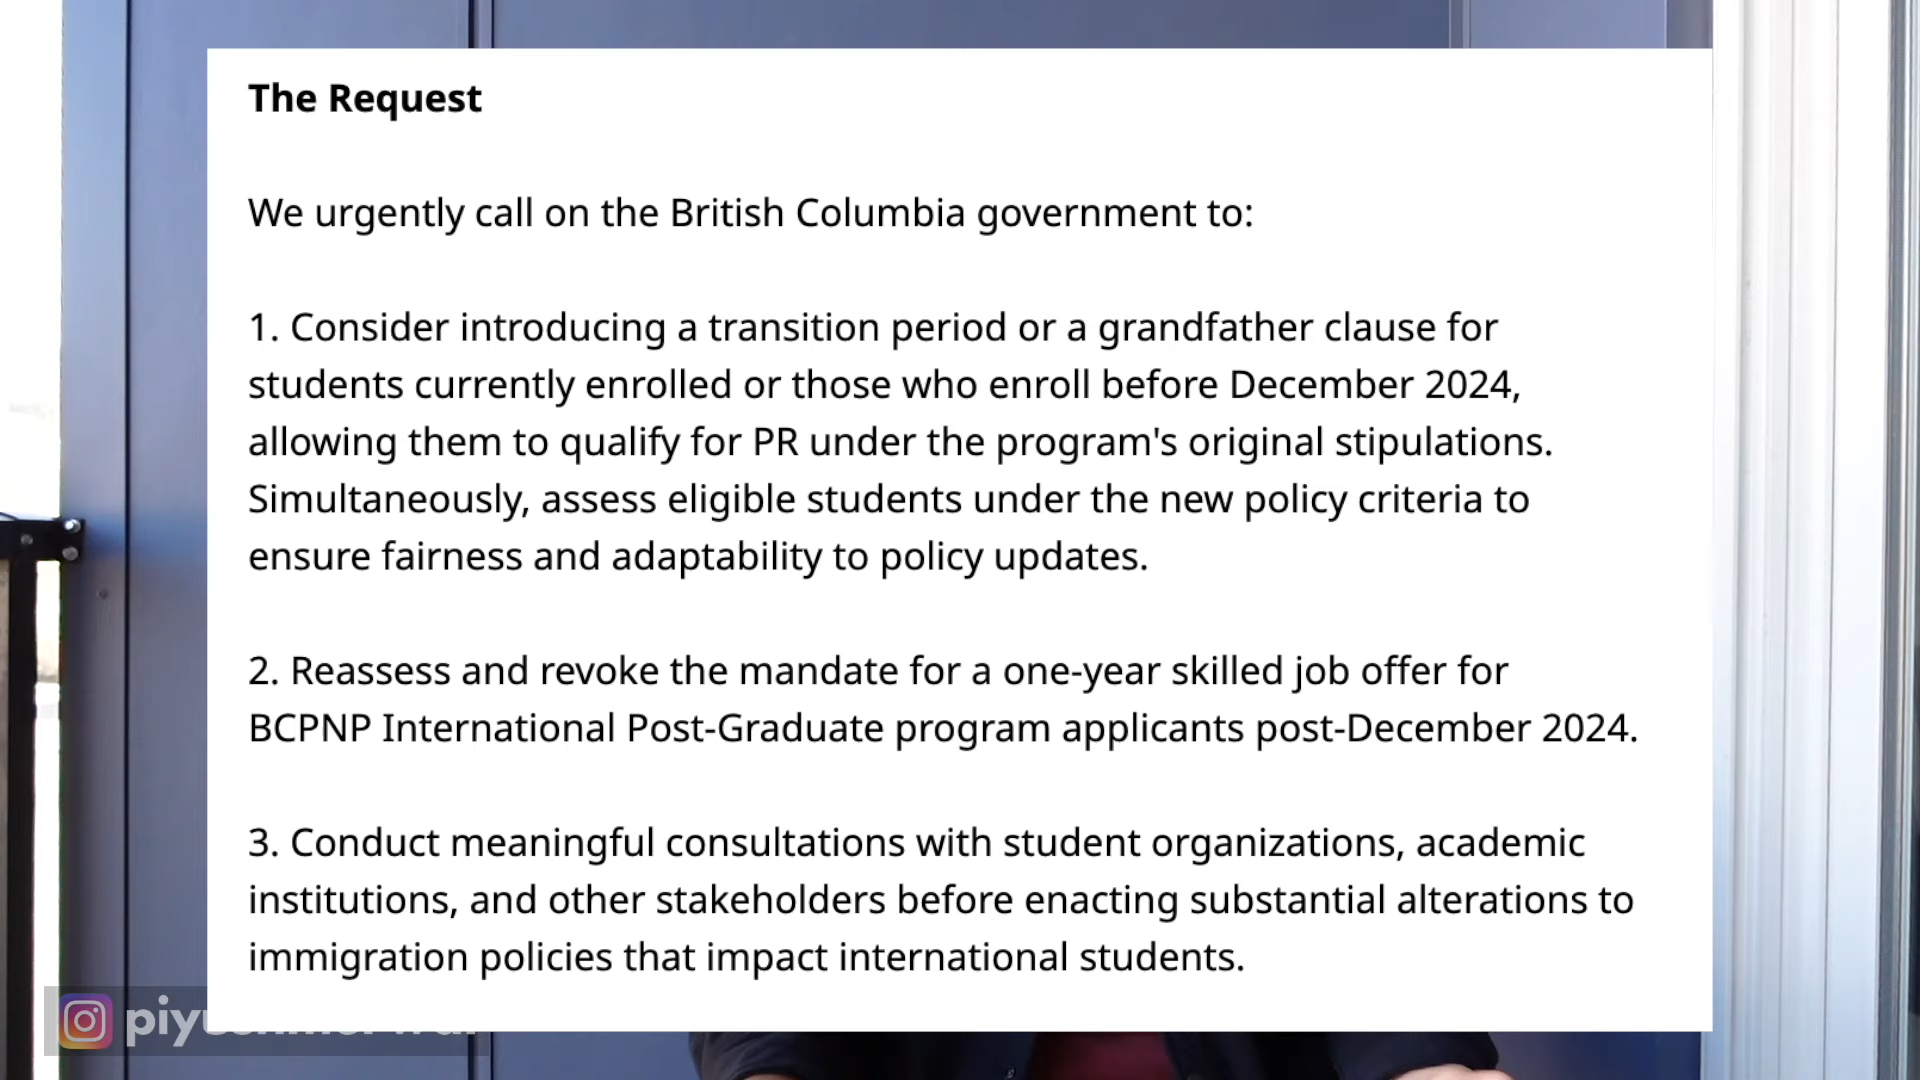 The Request
We urgently call on the British Columbia government to:
1. Consider introducing a transition period or a grandfather clause for
students currently enrolled or those who enroll before December 2024,
allowing them to qualify for PR under the program's original stipulations.
Simultaneously, assess eligible students under the new policy criteria to
ensure fairness and adaptability to policy updates.
2. Reassess and revoke the mandate for a one-year skilled job offer for
BCPNP International Post-Graduate program applicants post-December 2024.
3. Conduct meaningful consultations with student organizations, academic
institutions, and other stakeholders before enacting substantial alterations to
immigration policies that impact international students.